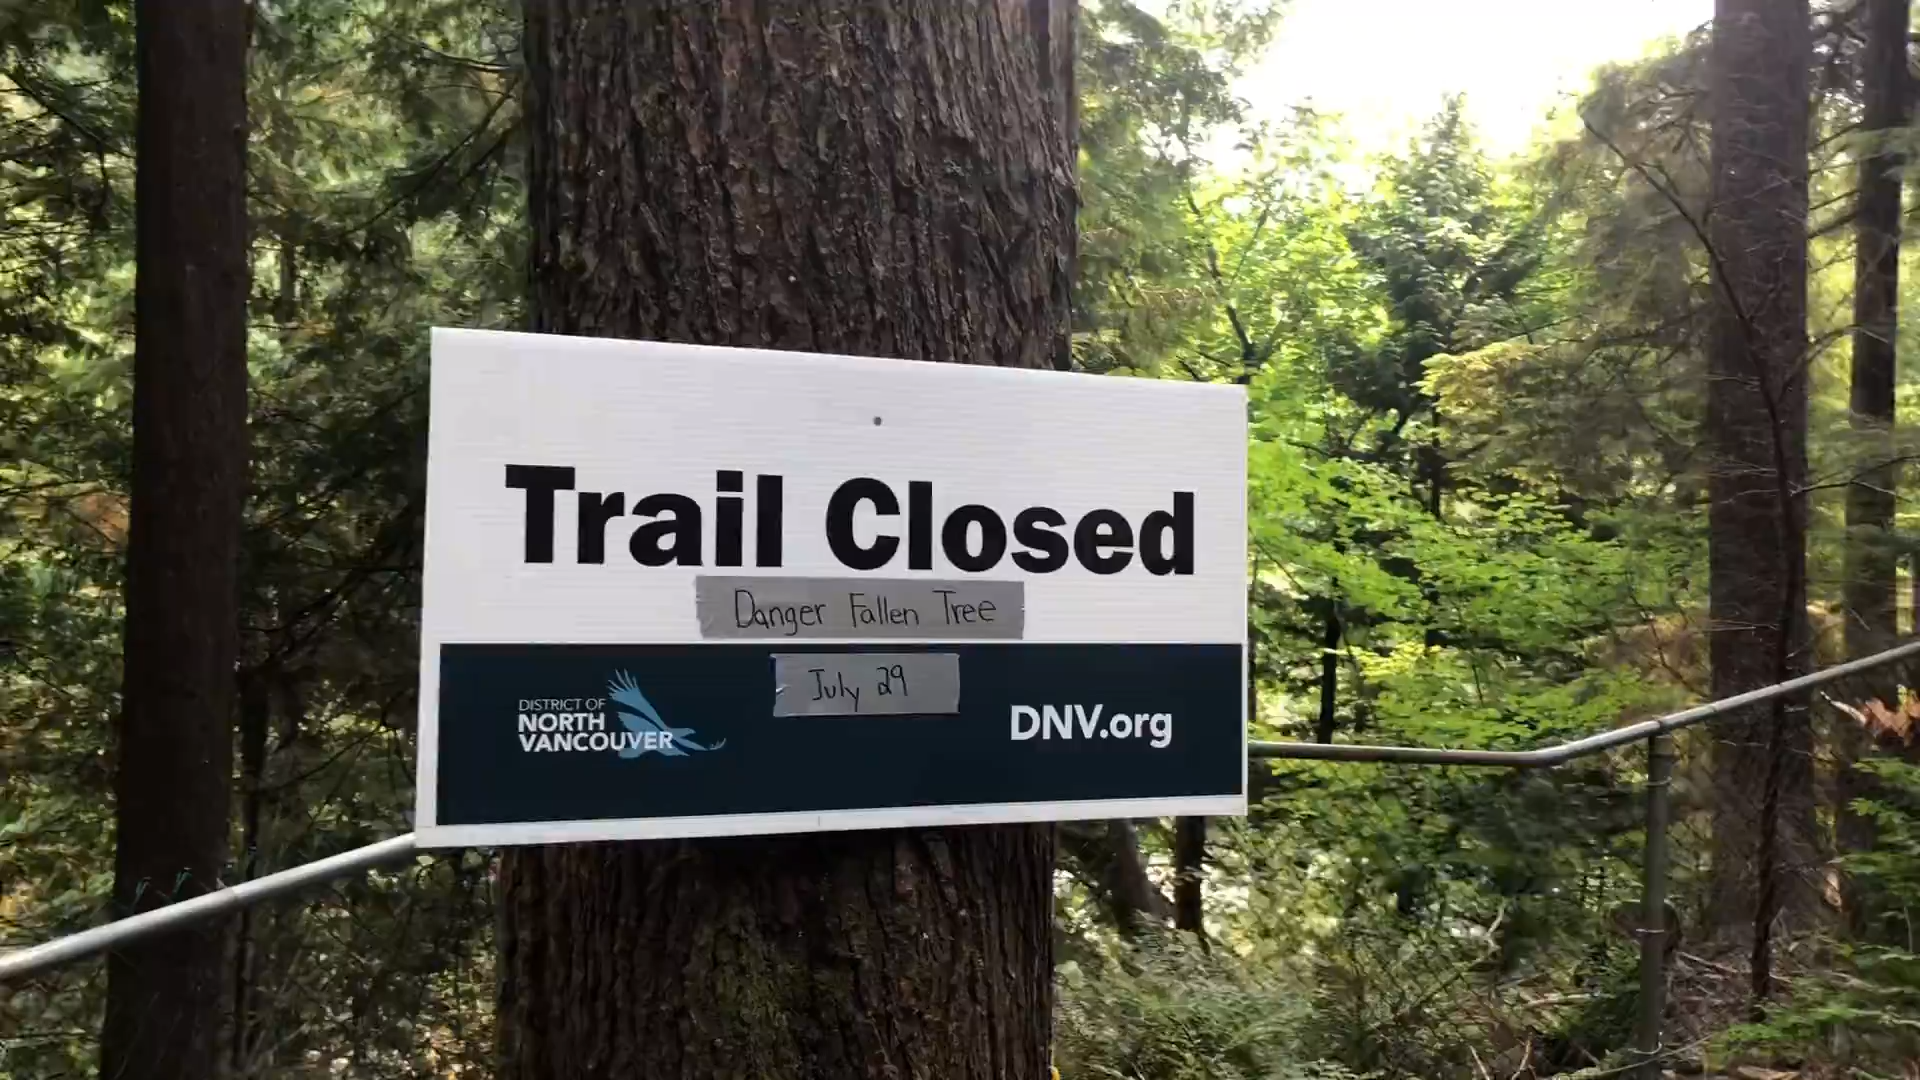 Trail Closed
Danger Fallen Tree
July 29
DISTRICT OF
NORTH
VANCOUVER
DNV.org